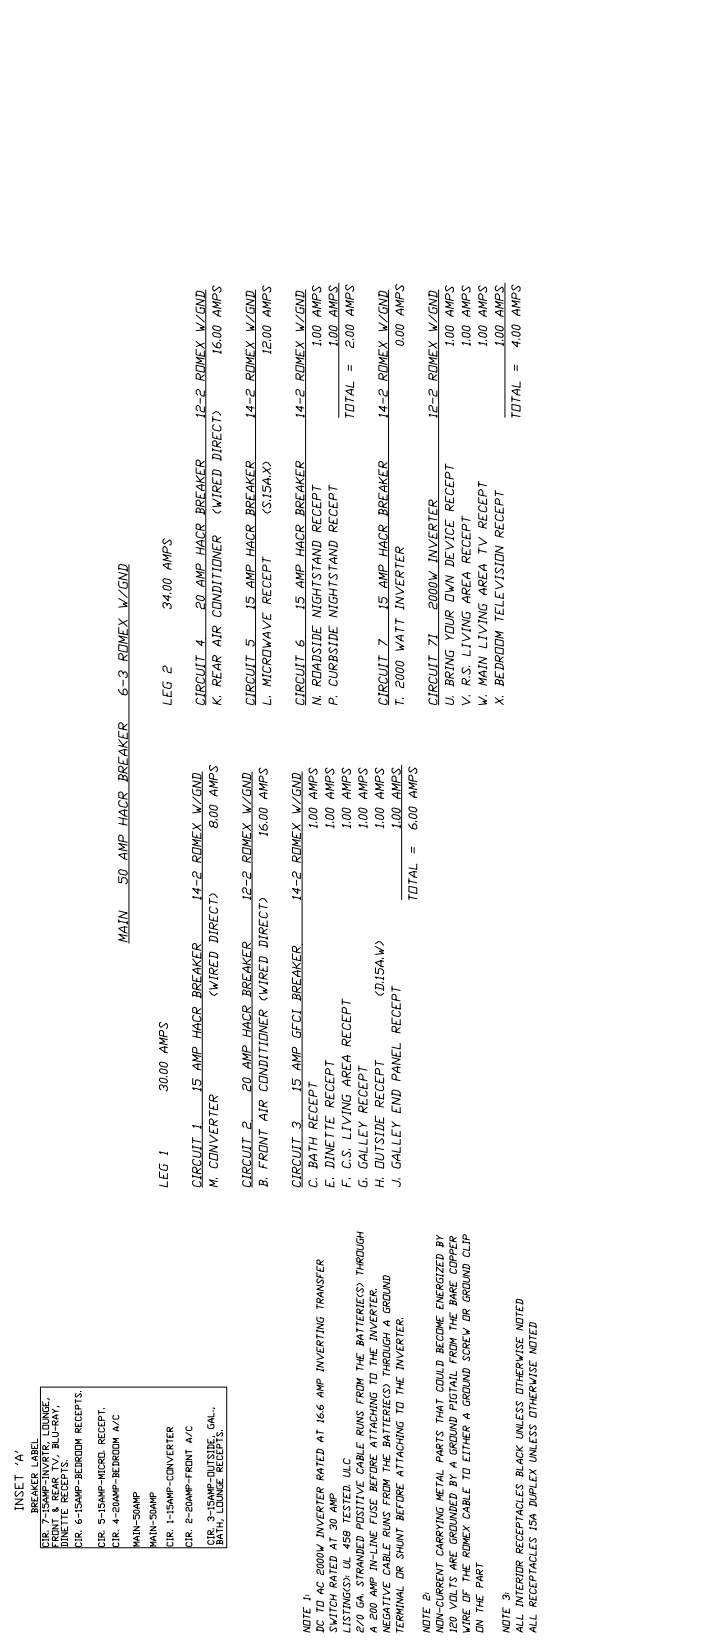 INSET 'A'
BREAKER LABEL
CIR. 7-15AMP-INVRTR, LOUNGE,
FRONT & REAR TV, BLU-RAY,
DINETTE RECEPTS.
CIR. 6-15AMP-BEDROOM RECEPTS.
CIR. 5-15AMP-MICRO. RECEPT.
CIR. 4-20AMP-BEDROOM A/C
MAIN-50AMP
MAIN-50AMP
CIR. 1-15AMP-CONVERTER
CIR. 2-20AMP-FRONT A/C
CIR. 3-15AMP-OUTSIDE, GAL.,
BATH, LOUNGE RECEPTS.
NOTE 1:
DC TO AC 2000W INVERTER RATED AT 16.6 AMP INVERTING TRANSFER
SWITCH RATED AT 30 AMP
LISTING(S): UL 458 TESTED. ULC
2/0 GA. STRANDED POSITIVE CABLE RUNS FROM THE BATTERIE(S) THROUGH
A 200 AMP IN-LINE FUSE BEFORE ATTACHING TO THE INVERTER.
NEGATIVE CABLE RUNS FROM THE BATTERIE(S) THROUGH A GROUND
TERMINAL OR SHUNT BEFORE ATTACHING TO THE INVERTER.
NOTE 2:
NON-CURRENT CARRYING METAL PARTS THAT COULD BECOME ENERGIZED BY
120 VOLTS ARE GROUNDED BY A GROUND PIGTAIL FROM THE BARE COPPER
WIRE OF THE ROMEX CABLE TO EITHER A GROUND SCREW OR GROUND CLIP
ON THE PART
NOTE 3:
ALL INTERIOR RECEPTACLES BLACK UNLESS OTHERWISE NOTED
ALL RECEPTACLES 15A DUPLEX UNLESS OTHERWISE NOTED
MAIN 50 AMP HACR BREAKER 6-3 ROMEX W/GND
LEG 1 30.00 AMPS
CIRCUIT 1 15 AMP HACR BREAKER 14-2 ROMEX W/GND
M. CONVERTER (WIRED DIRECT) 8.00 AMPS
CIRCUIT 2 20 AMP HACR BREAKER 12-2 ROMEX W/GND
B. FRONT AIR CONDITIONER (WIRED DIRECT) 16.00 AMPS
CIRCUIT 3 15 AMP GFCI BREAKER 14-2 ROMEX W/GND
C. BATH RECEPT 1.00 AMPS
E. DINETTE RECEPT 1.00 AMPS
F. C.S. LIVING AREA RECEPT 1.00 AMPS
G. GALLEY RECEPT 1.00 AMPS
H. OUTSIDE RECEPT (D.15A.W) 1.00 AMPS
J. GALLEY END PANEL RECEPT 1.00 AMPS
TOTAL = 6.00 AMPS
LEG 2 34.00 AMPS
CIRCUIT 4 20 AMP HACR BREAKER 12-2 ROMEX W/GND
K. REAR AIR CONDITIONER (WIRED DIRECT) 16.00 AMPS
CIRCUIT 5 15 AMP HACR BREAKER 14-2 ROMEX W/GND
L. MICROWAVE RECEPT (S.15A.X) 12.00 AMPS
CIRCUIT 6 15 AMP HACR BREAKER 14-2 ROMEX W/GND
N. ROADSIDE NIGHTSTAND RECEPT 1.00 AMPS
P. CURBSIDE NIGHTSTAND RECEPT 1.00 AMPS
TOTAL = 2.00 AMPS
CIRCUIT 7 15 AMP HACR BREAKER 14-2 ROMEX W/GND
T. 2000 WATT INVERTER 0.00 AMPS
CIRCUIT 7I 2000W INVERTER 12-2 ROMEX W/GND
U. BRING YOUR OWN DEVICE RECEPT 1.00 AMPS
V. R.S. LIVING AREA RECEPT 1.00 AMPS
W. MAIN LIVING AREA TV RECEPT 1.00 AMPS
X. BEDROOM TELEVISION RECEPT 1.00 AMPS
TOTAL = 4.00 AMPS